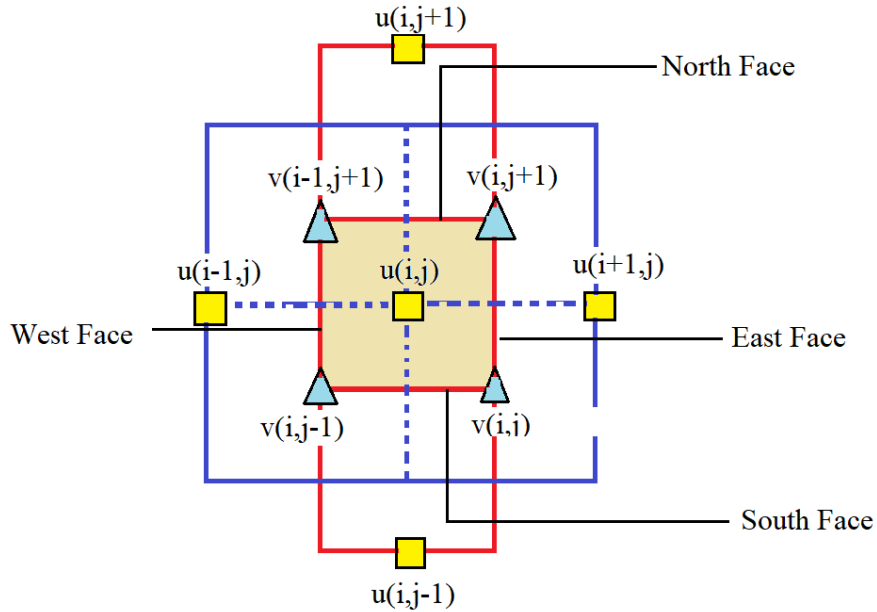 u(i,j+1)
North Face
v(i-1,j+1)
v(i,j+1)
u(i-1,j)
u(i,j)
u(i+1,j)
West Face
East Face
v(i,j-1)
v(i,j)
South Face
u(i,j-1)